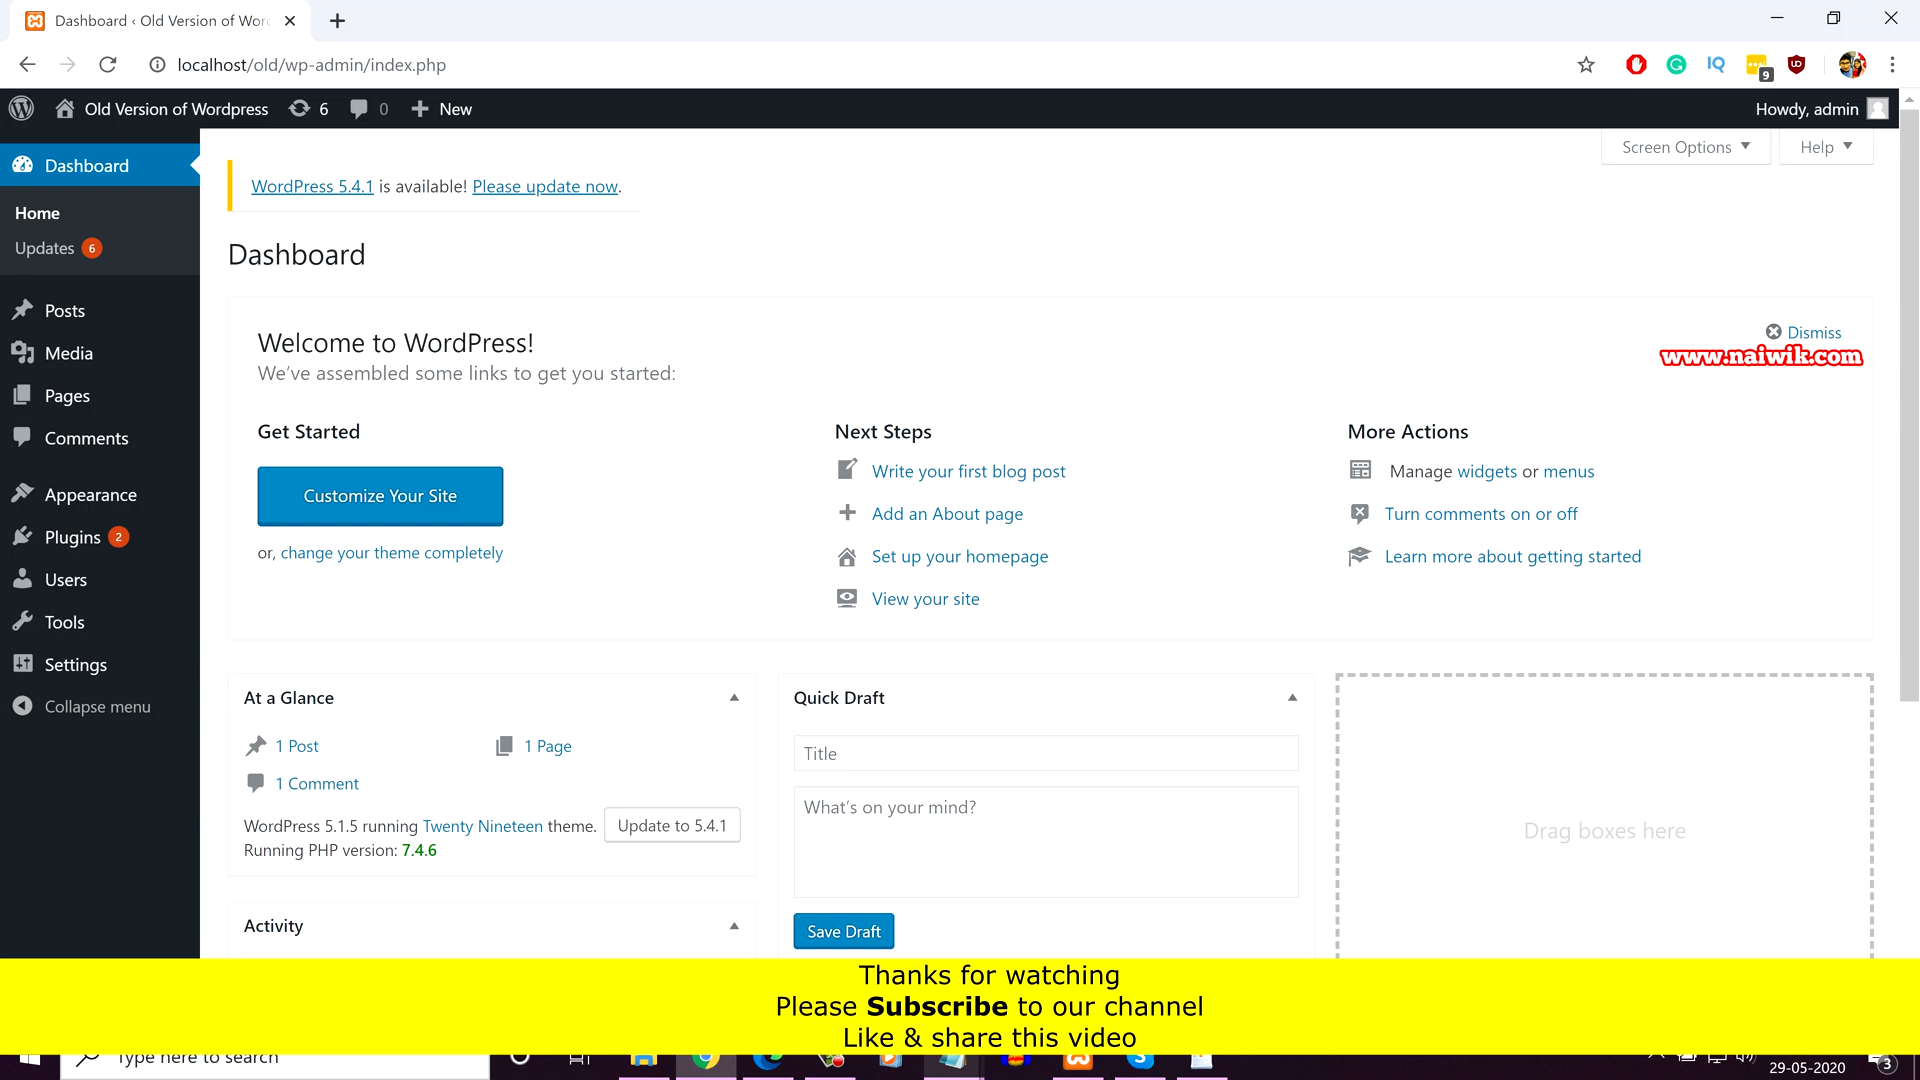 Dashboard ‹ Old Version of Wor
localhost/old/wp-admin/index.php
IQ
9
Old Version of Wordpress
6
0
New
Howdy, admin
Screen Options
Help
Dashboard
Home
Updates 6
Posts
Media
Pages
Comments
Appearance
Plugins 2
Users
Tools
Settings
Collapse menu
WordPress 5.4.1 is available! Please update now.
Dashboard
Welcome to WordPress!
We've assembled some links to get you started:
Dismiss
www.naiwik.com
Get Started
Customize Your Site
or, change your theme completely
Next Steps
Write your first blog post
Add an About page
Set up your homepage
View your site
More Actions
Manage widgets or menus
Turn comments on or off
Learn more about getting started
At a Glance
1 Post
1 Page
1 Comment
WordPress 5.1.5 running Twenty Nineteen theme.
Update to 5.4.1
Running PHP version: 7.4.6
Activity
Quick Draft
Title
What's on your mind?
Save Draft
Drag boxes here
Thanks for watching
Please Subscribe to our channel
Like & share this video
Type here to search
29-05-2020
3